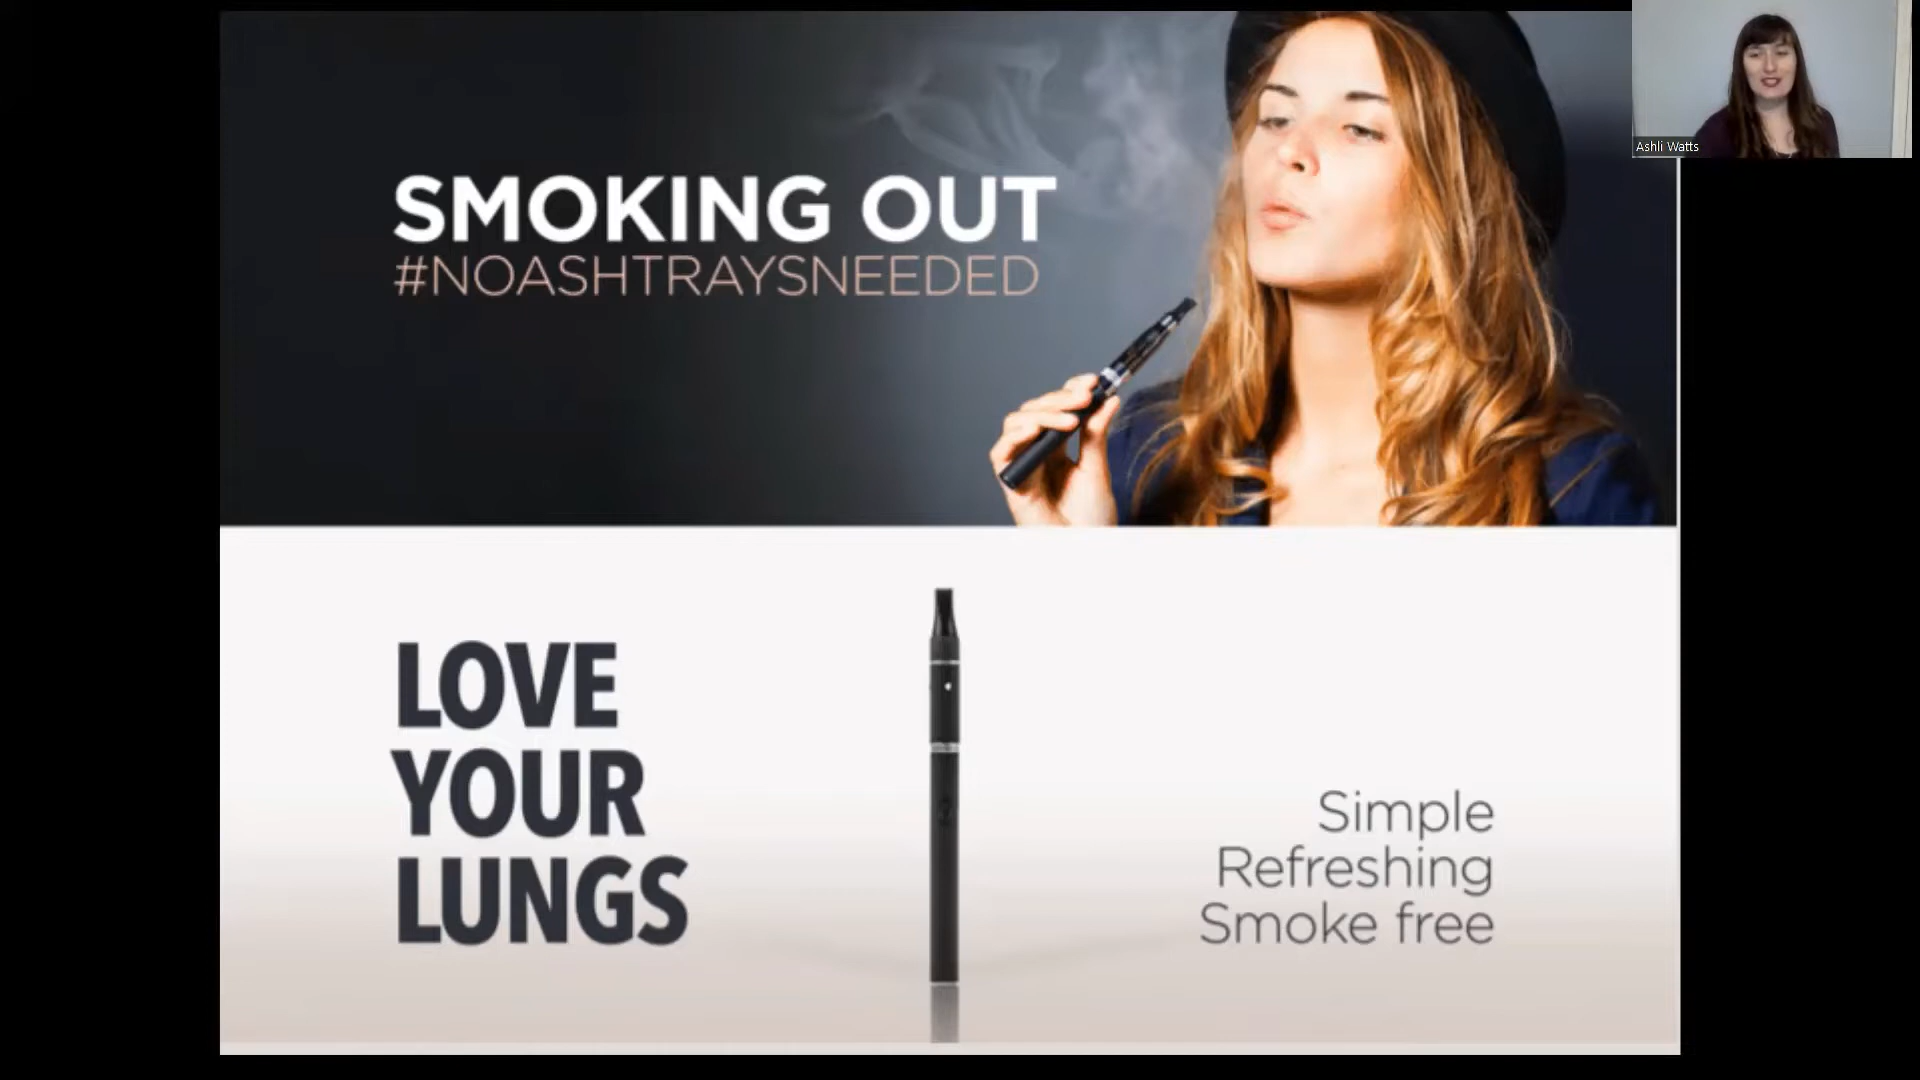 SMOKING OUT
#NOASHTRAYSNEEDED
Ashli Watts
LOVE
YOUR
LUNGS
Simple
Refreshing
Smoke free